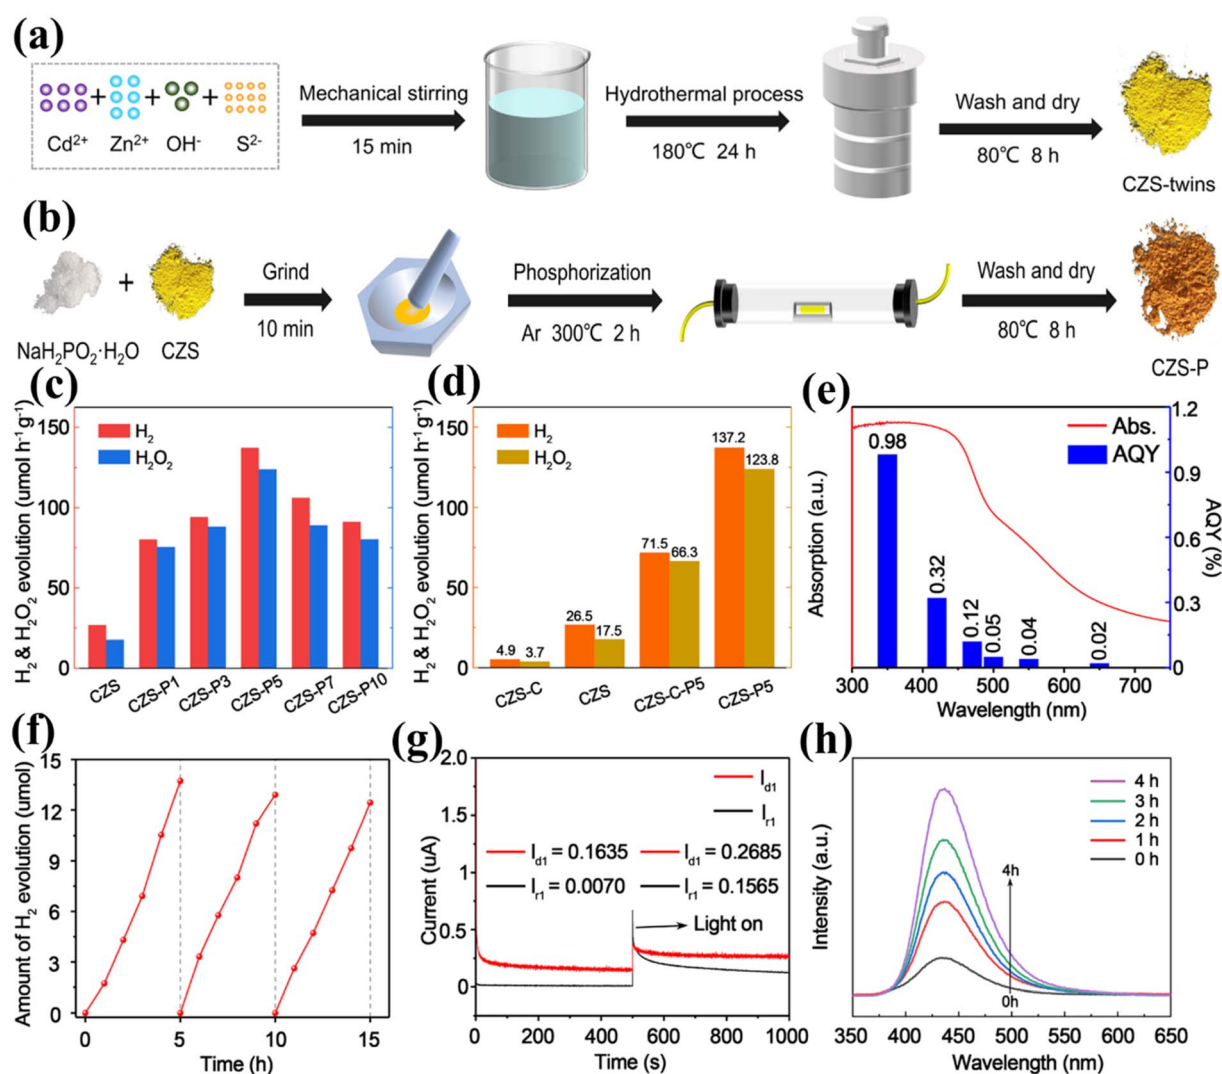 (a)
Cd²⁺ + Zn²⁺ + OH⁻ + S²⁻
Mechanical stirring
15 min
Hydrothermal process
180℃ 24 h
Wash and dry
80℃ 8 h
CZS-twins
(b)
NaH₂PO₂·H₂O + CZS
Grind
10 min
Phosphorization
Ar 300℃ 2 h
Wash and dry
80℃ 8 h
CZS-P
(c)
H₂ & H₂O₂ evolution (umol h⁻¹ g⁻¹)
150
100
50
0
H₂
H₂O₂
CZS CZS-P1 CZS-P3 CZS-P5 CZS-P7 CZS-P10
(d)
H₂ & H₂O₂ evolution (umol h⁻¹ g⁻¹)
150
100
50
0
H₂
H₂O₂
4.9 3.7
26.5 17.5
71.5 66.3
137.2 123.8
CZS-C CZS CZS-C-P5 CZS-P5
(e)
Absorption (a.u.)
Abs.
AQY
0.98 0.32 0.12 0.05 0.04 0.02
1.2
0.9
0.6
0.3
0
AQY (%)
300 400 500 600 700
Wavelength (nm)
(f)
Amount of H₂ evolution (umol)
15
12
9
6
3
0
0 5 10 15
Time (h)
(g)
Current (uA)
2.0
1.5
1
0.5
0
I_d1
I_r1
I_d1 = 0.1635 I_d1 = 0.2685
I_r1 = 0.0070 I_r1 = 0.1565
Light on
0 200 400 600 800 1000
Time (s)
(h)
Intensity (a.u.)
4 h
3 h
2 h
1 h
0 h
4h
0h
350 400 450 500 550 600 650
Wavelength (nm)